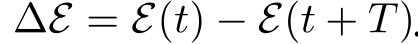 Δℰ = ℰ(t) − ℰ(t + T),